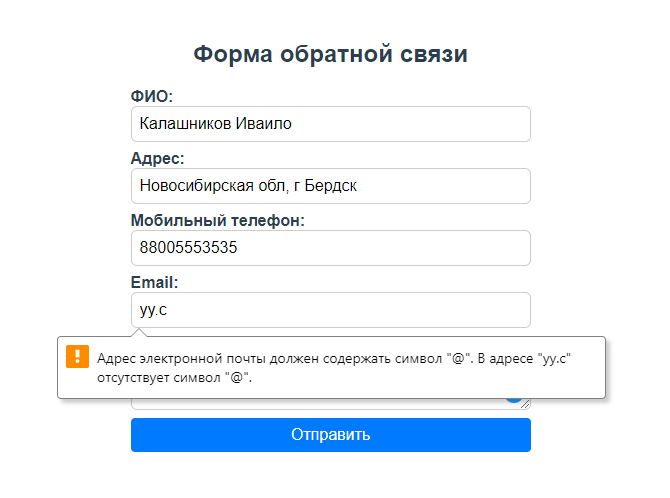 Форма обратной связи
ФИО:
Калашников Иваило
Адрес:
Новосибирская обл, г Бердск
Мобильный телефон:
88005553535
Email:
yy.c
Адрес электронной почты должен содержать символ "@". В адресе "yy.c"
отсутствует символ "@".
Отправить